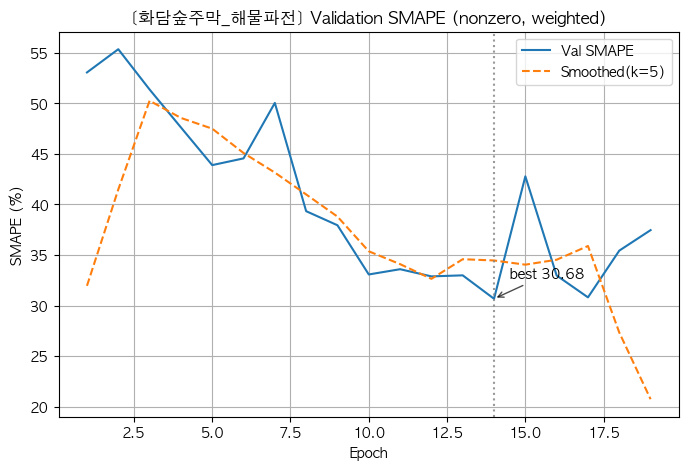 [화담숲주막_해물파전] Validation SMAPE (nonzero, weighted)
Val SMAPE
Smoothed(k=5)
SMAPE (%)
55
50
45
40
35
30
25
20
best 30.68
2.5 5.0 7.5 10.0 12.5 15.0 17.5
Epoch